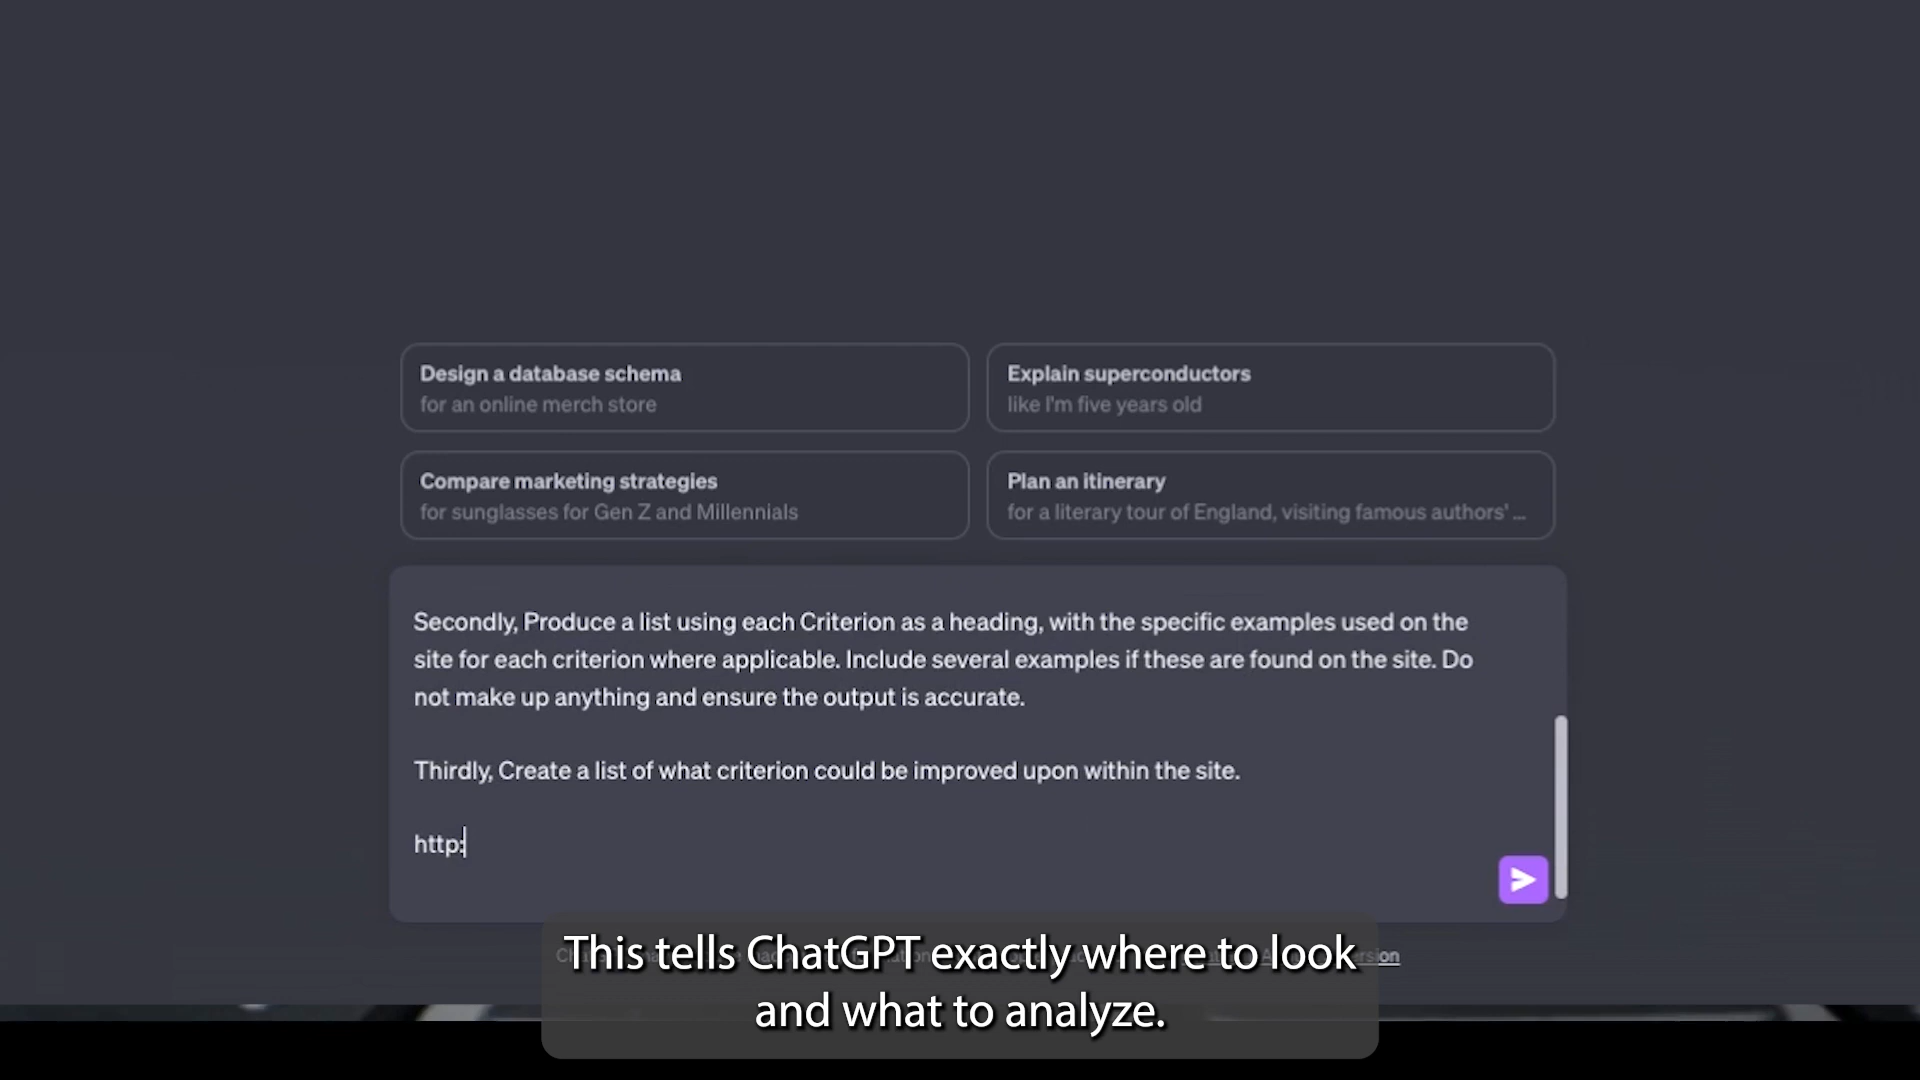 Design a database schema
for an online merch store
Explain superconductors
like I'm five years old
Compare marketing strategies
for sunglasses for Gen Z and Millennials
Plan an itinerary
for a literary tour of England, visiting famous authors' ...
Secondly, Produce a list using each Criterion as a heading, with the specific examples used on the
site for each criterion where applicable. Include several examples if these are found on the site. Do
not make up anything and ensure the output is accurate.
Thirdly, Create a list of what criterion could be improved upon within the site.
http:
This tells ChatGPT exactly where to look
and what to analyze.